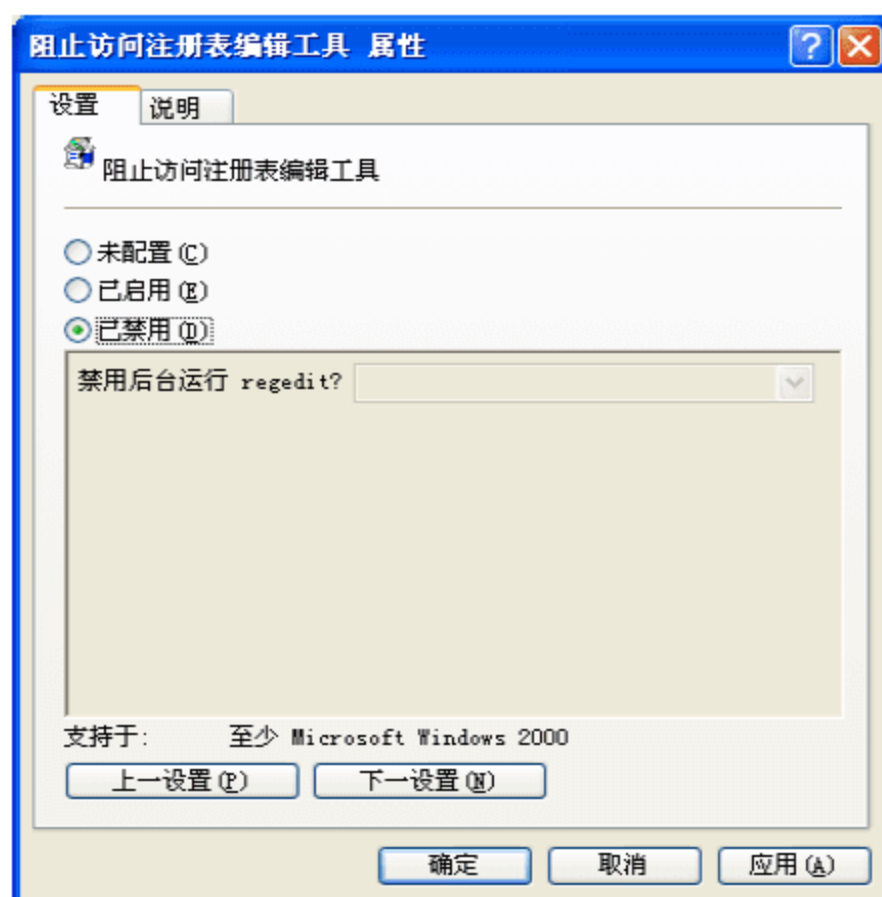 阻止访问注册表编辑工具 属性
设置 说明
阻止访问注册表编辑工具
未配置(C)
已启用(E)
已禁用(D)
禁用后台运行 regedit?
支持于: 至少 Microsoft Windows 2000
上一设置(P) 下一设置(N)
确定 取消 应用(A)